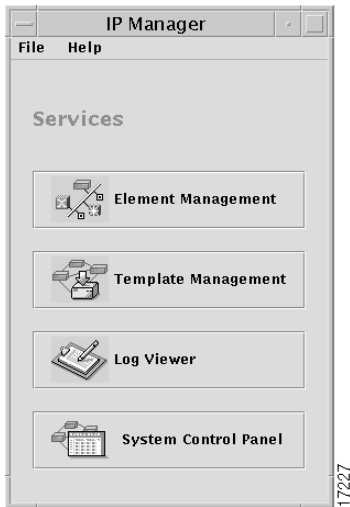 IP Manager
File Help
Services
Element Management
Template Management
Log Viewer
System Control Panel
17227